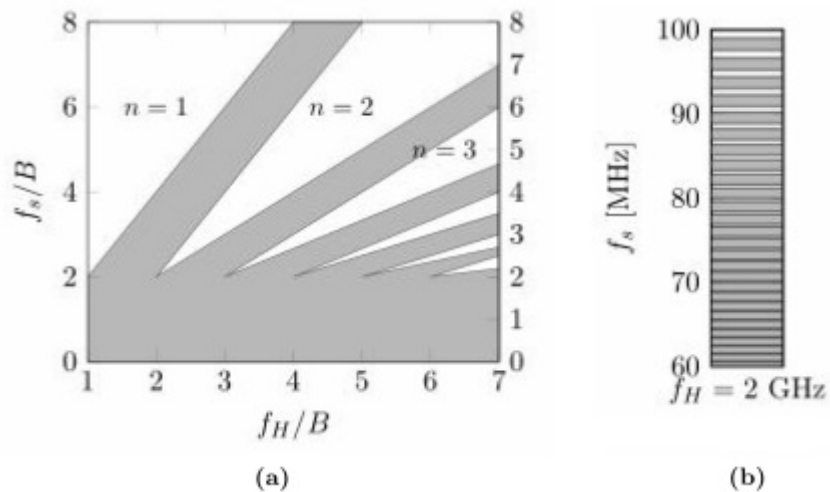 8
6
4
2
0
f_s/B
n = 1
n = 2
n = 3
8
7
6
5
4
3
2
1
0
1 2 3 4 5 6 7
f_H/B
(a)
100
90
80
70
60
f_s [MHz]
f_H = 2 GHz
(b)